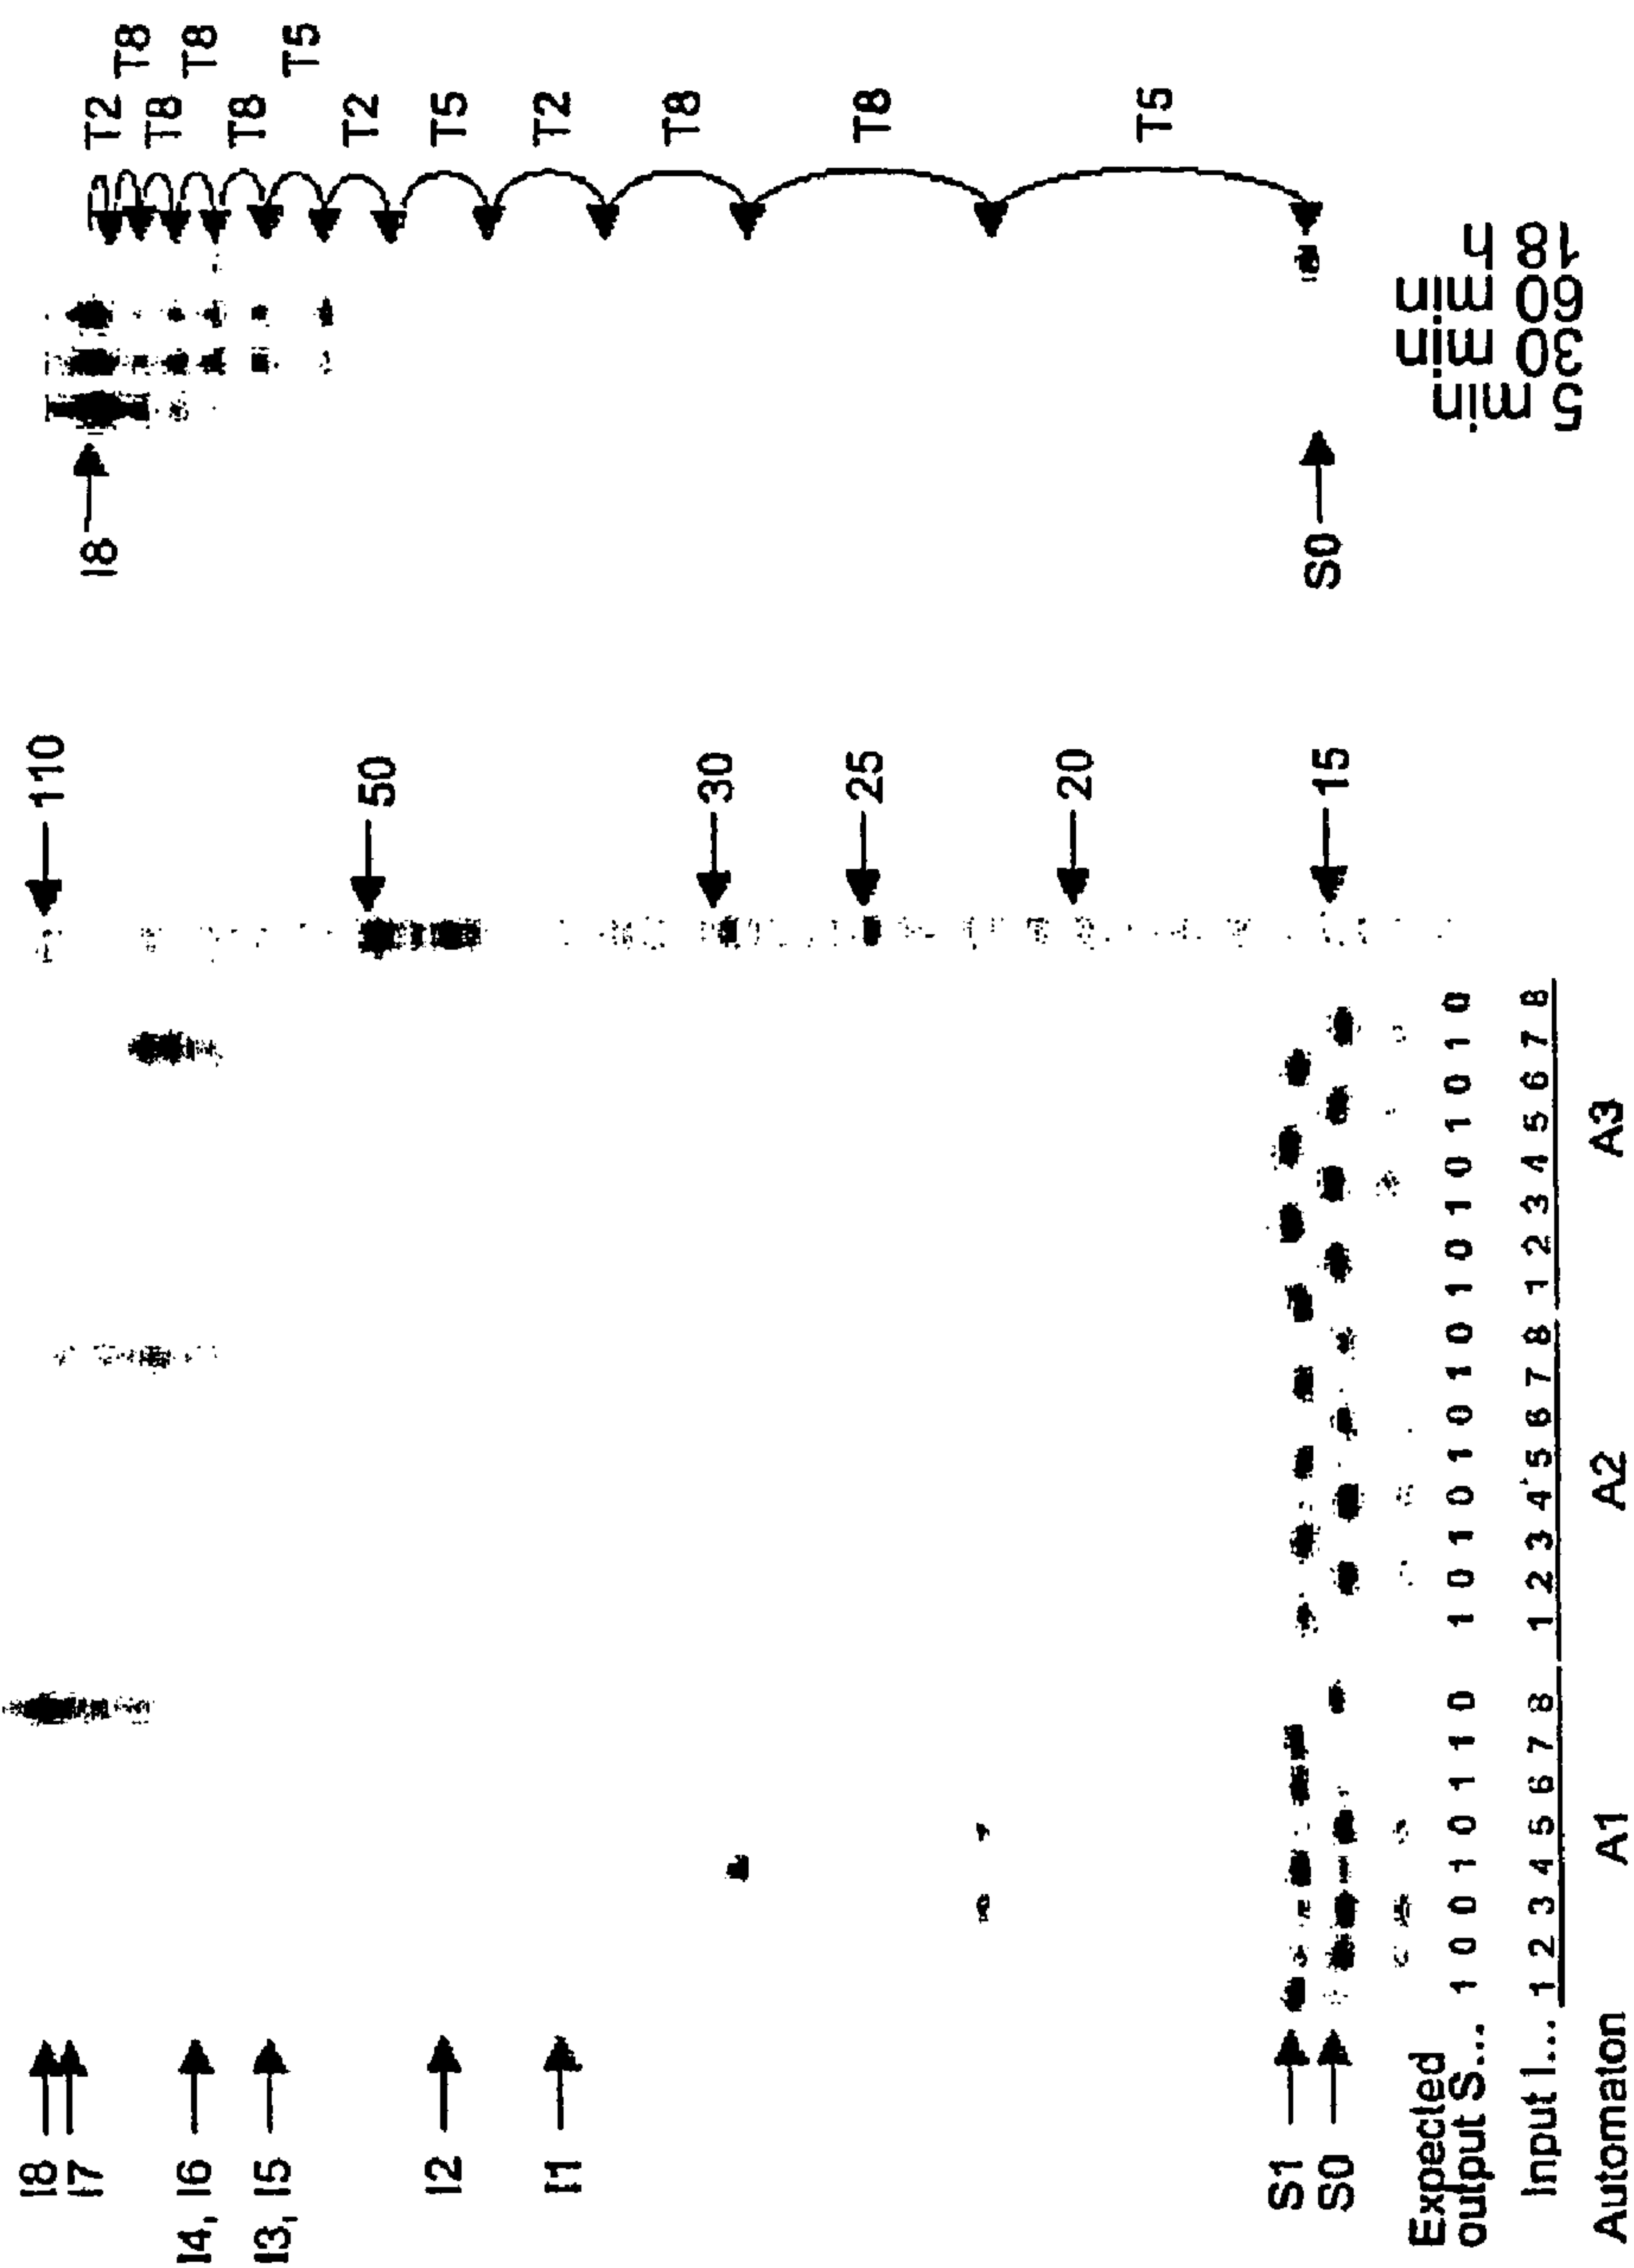 I8
I7
I4, I6
I3, I5
I2
I1
S1
S0
Expected
output S... 1 0 0 1 0 1 1 0 1 0 1 0 1 0 1 0 1 0 1 0 1 0 1 0
Input I... 1 2 3 4 5 6 7 8 1 2 3 4 5 6 7 8 1 2 3 4 5 6 7 8
Automaton A1 A2 A3
110
50
30
25
20
15
I8
S0
T2
T8
T8
T8
T8
T5
T2
T5
T2
T8
T8
T5
5 min
30 min
60 min
18 h